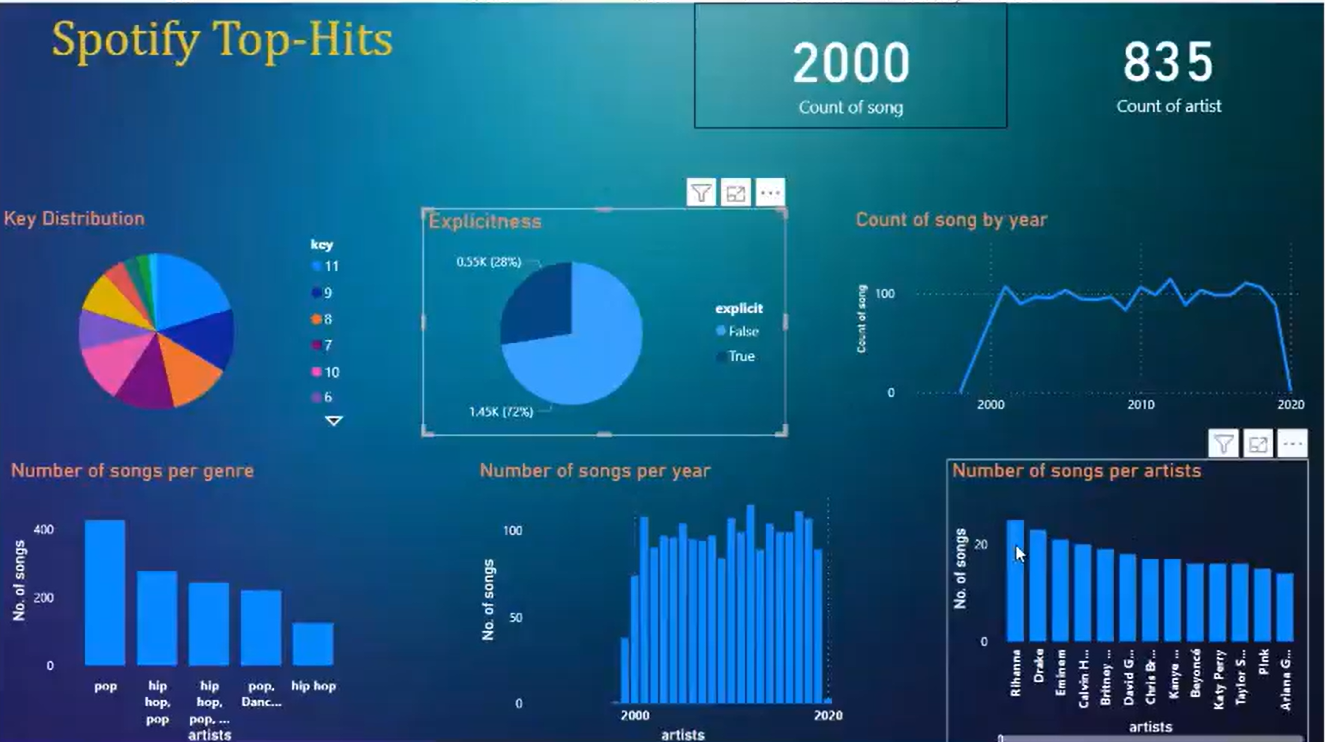 Spotify Top-Hits
2000
Count of song
835
Count of artist
Key Distribution
key
11
9
8
7
10
6
Explicitness
0.55K (28%)
1.45K (72%)
explicit
False
True
Count of song by year
Count of song
100
0
2000
2010
2020
Number of songs per genre
No. of songs
400
200
0
pop
hip hop, pop
hip hop, pop, ...
pop, Danc...
hip hop
artists
Number of songs per year
No. of songs
100
50
0
2000
2020
artists
Number of songs per artists
No. of songs
20
0
Rihanna
Drake
Eminem
Calvin H...
Britney ...
David G...
Chris Br...
Kanye ...
Beyoncé
Katy Perry
Taylor S...
P!nk
Ariana G...
artists